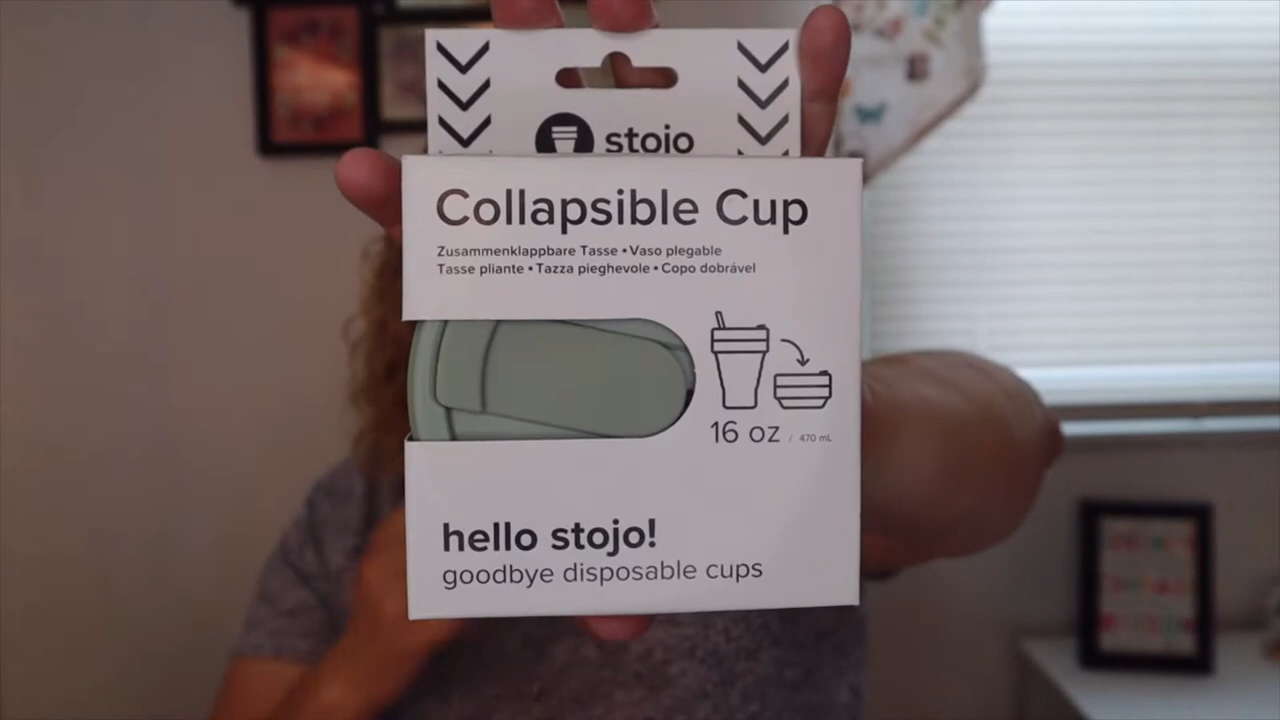 stojo
Collapsible Cup
Zusammenklappbare Tasse • Vaso plegable
Tasse pliante • Tazza pieghevole • Copo dobrável
16 oz / 470 mL
hello stojo!
goodbye disposable cups